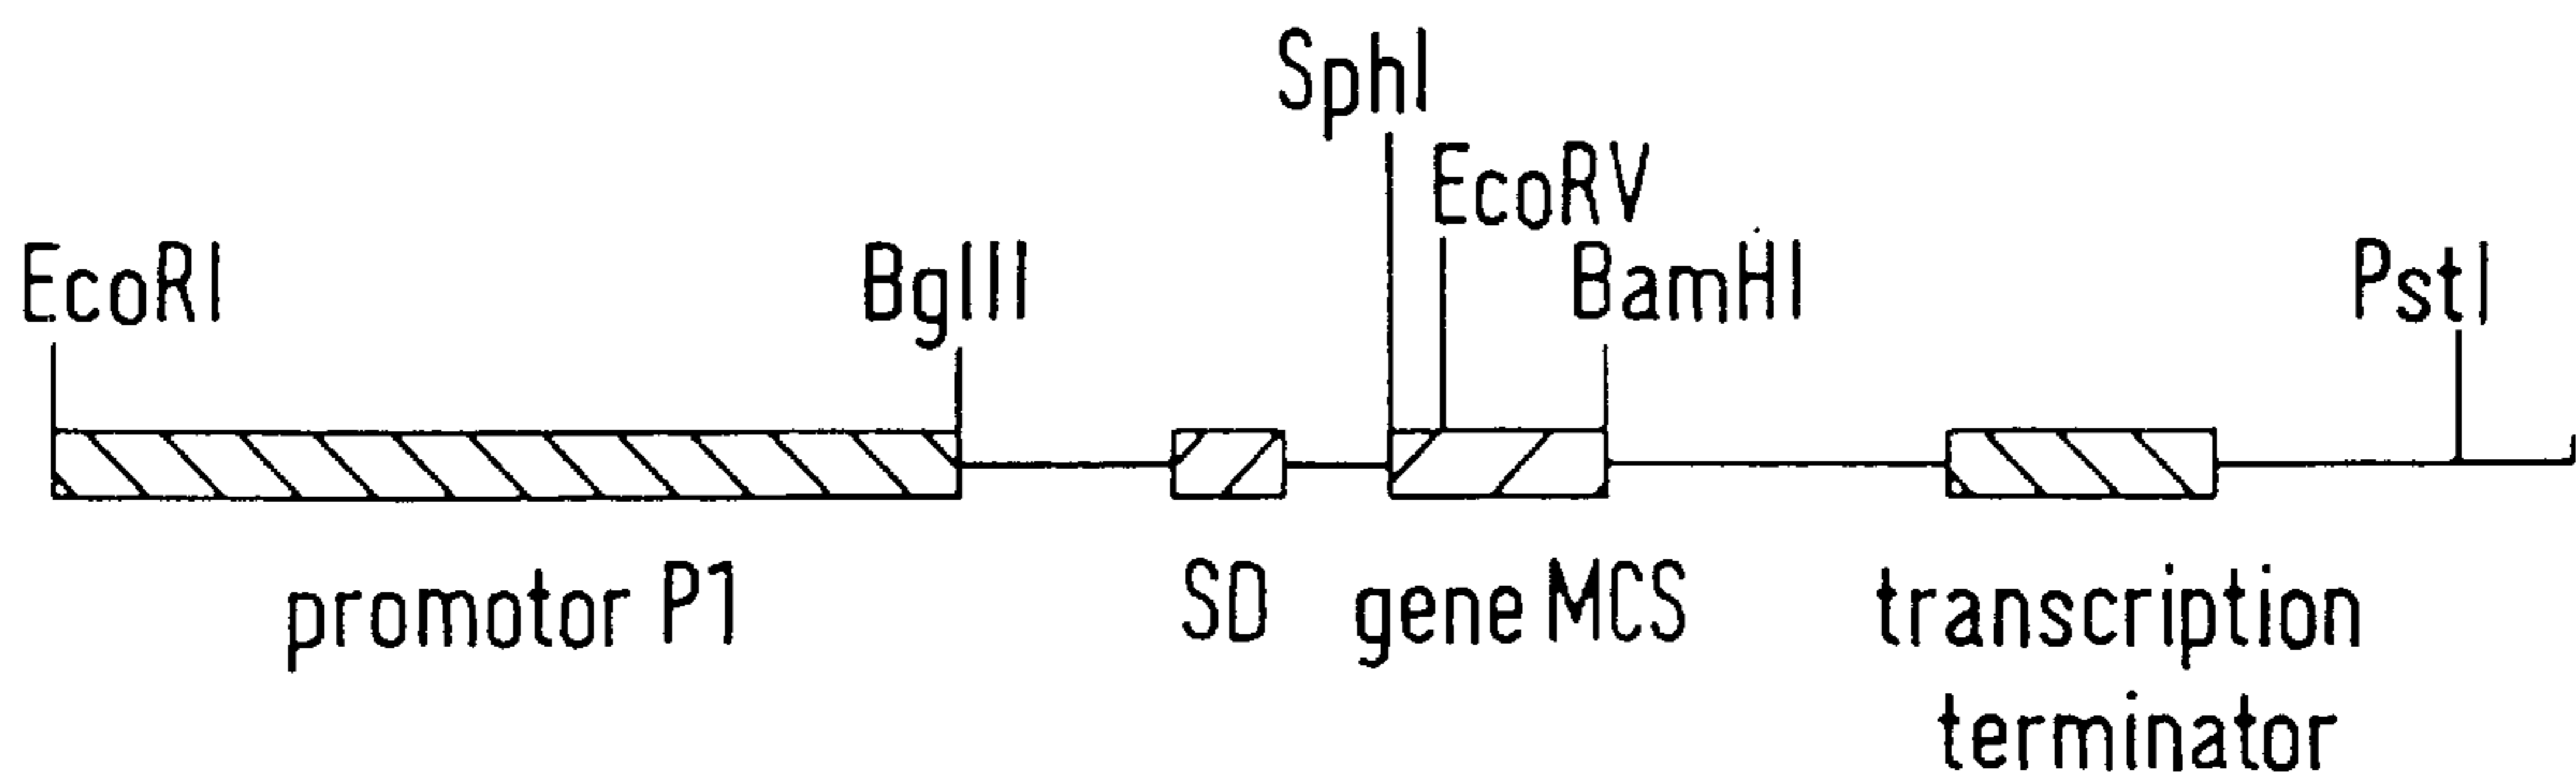 SphI
EcoRV
EcoRI BglII BamHI PstI
promotor P1 SD gene MCS transcription
terminator